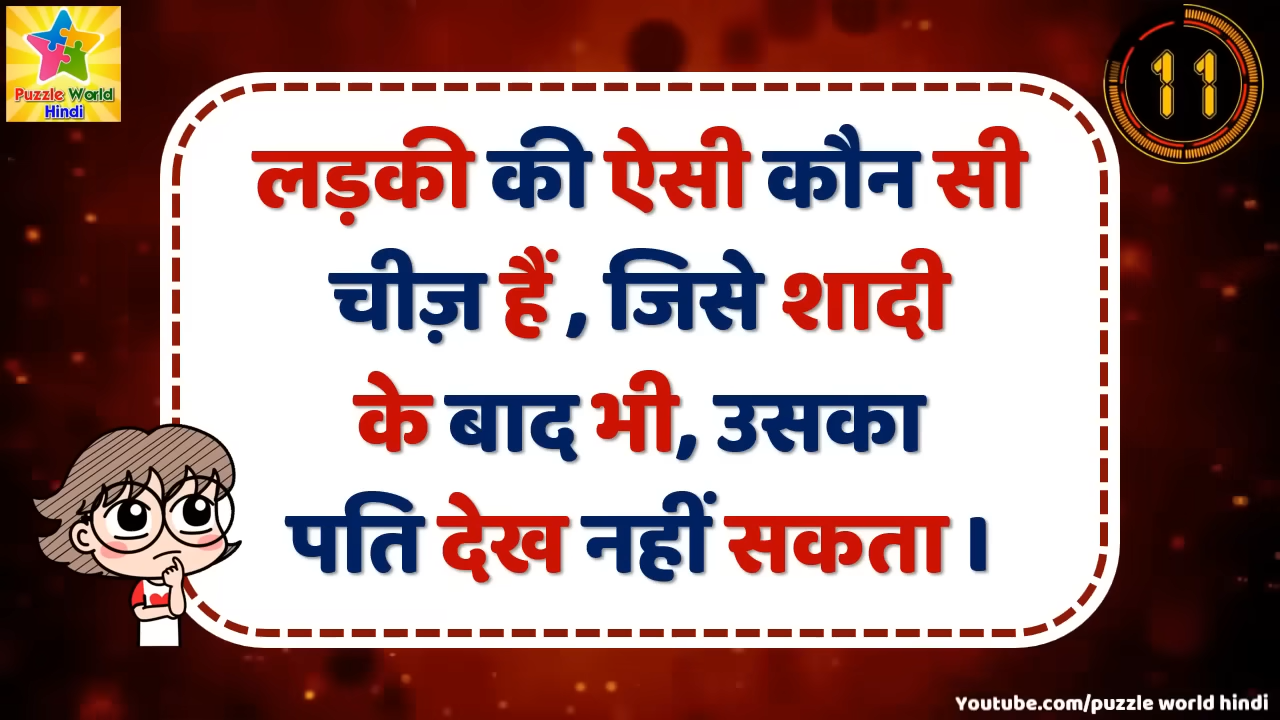 Puzzle World
Hindi
11
लड़की की ऐसी कौन सी
चीज़ हैं , जिसे शादी
के बाद भी, उसका
पति देख नहीं सकता ।
Youtube.com/puzzle world hindi